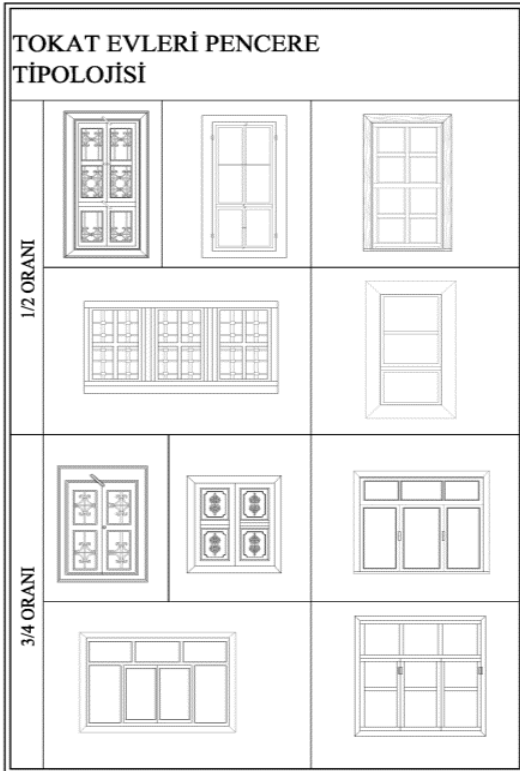 TOKAT EVLERİ PENCERE
TİPOLOJİSİ
1/2 ORANI
3/4 ORANI